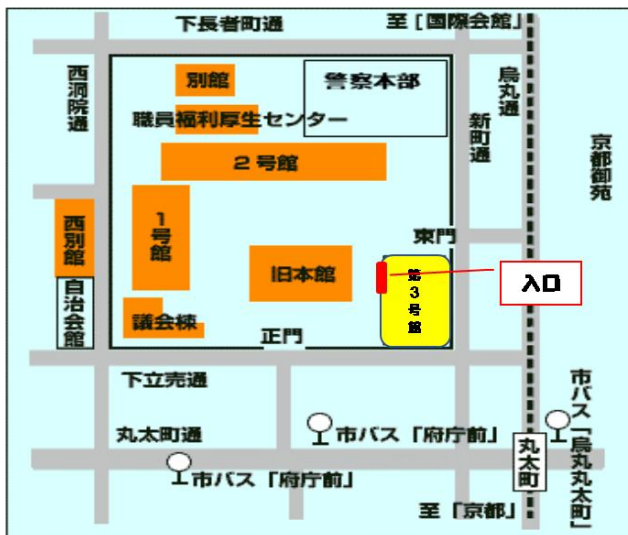 下長者町通
至[国際会館]
西洞院通
別館
警察本部
烏丸通
職員福利厚生センター
新町通
2号館
京都御苑
1号館
西別館
東門
旧本館
第3号館
入口
自治会館
議会棟
正門
下立売通
丸太町通
市バス「府庁前」
市バス「烏丸丸太町」
丸太町
市バス「府庁前」
至「京都」